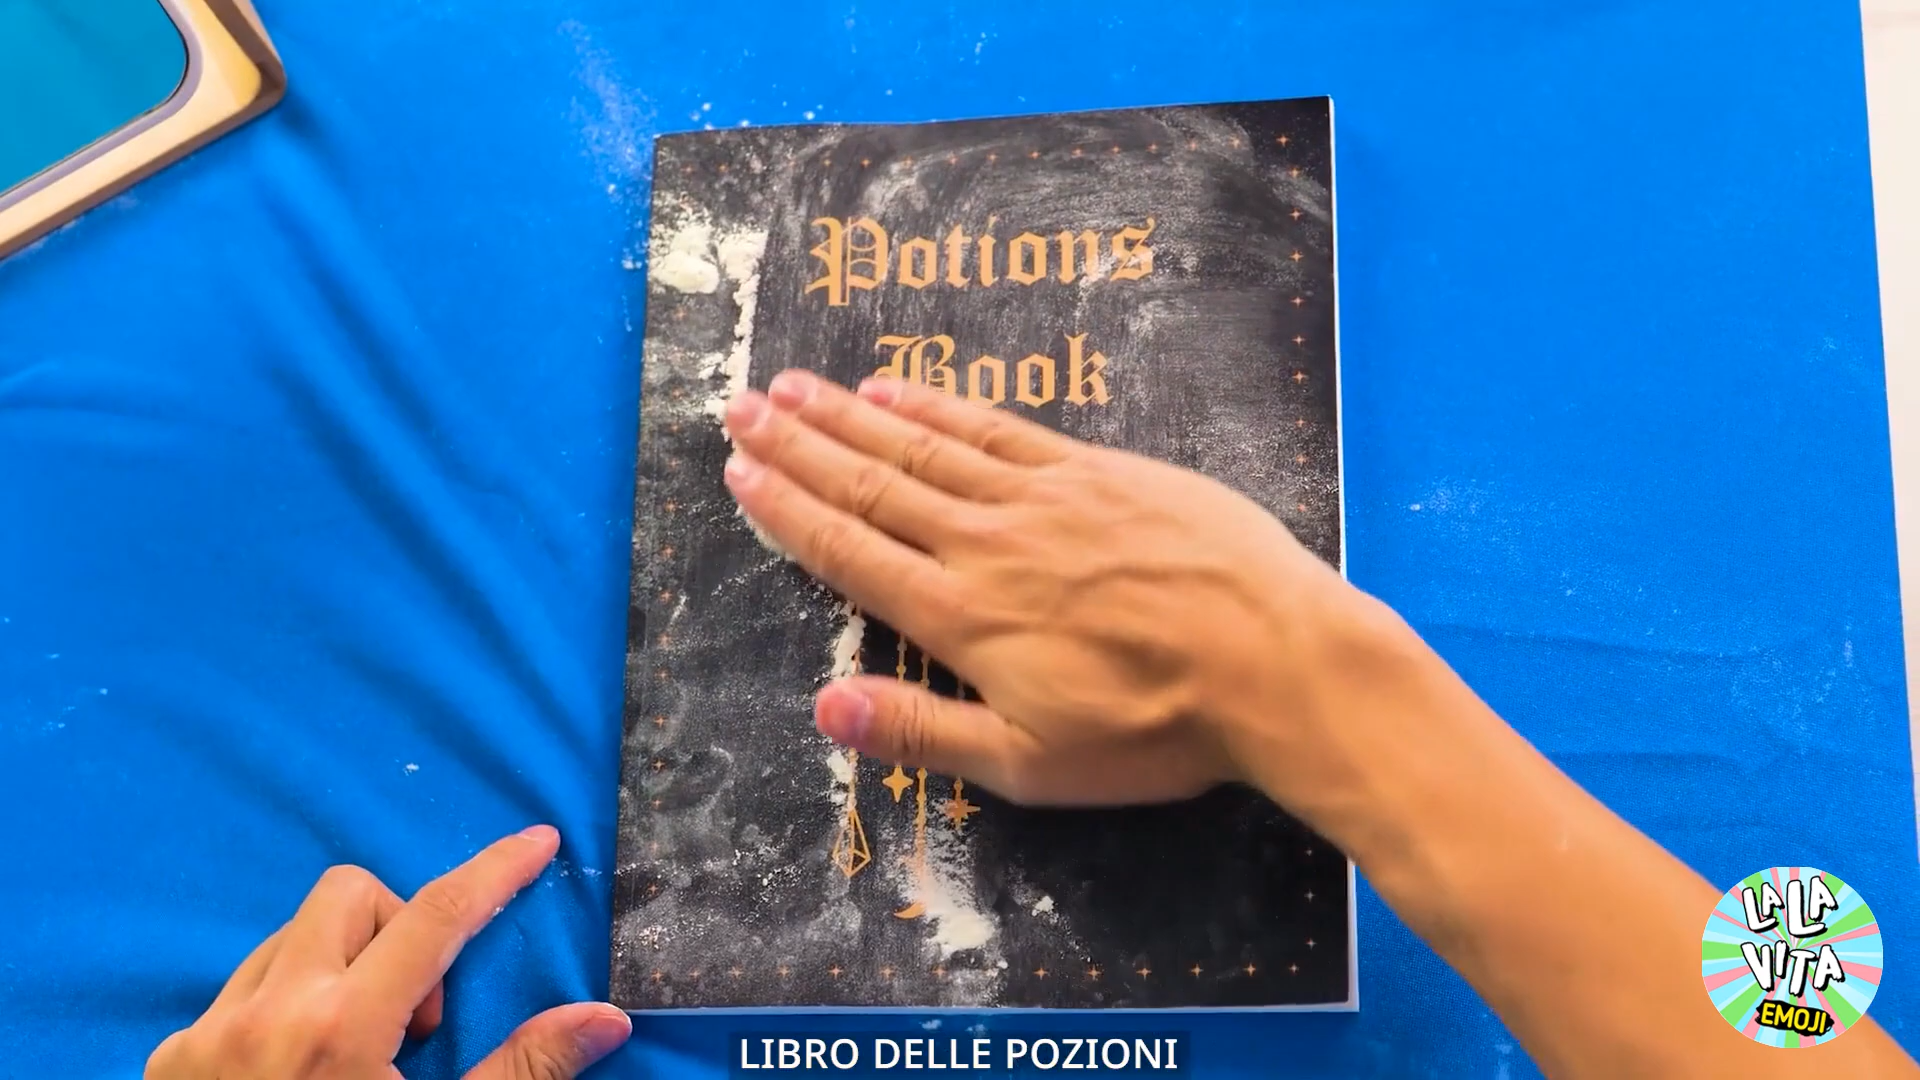 Potions
Book
LIBRO DELLE POZIONI
LA LA
VITA
EMOJI